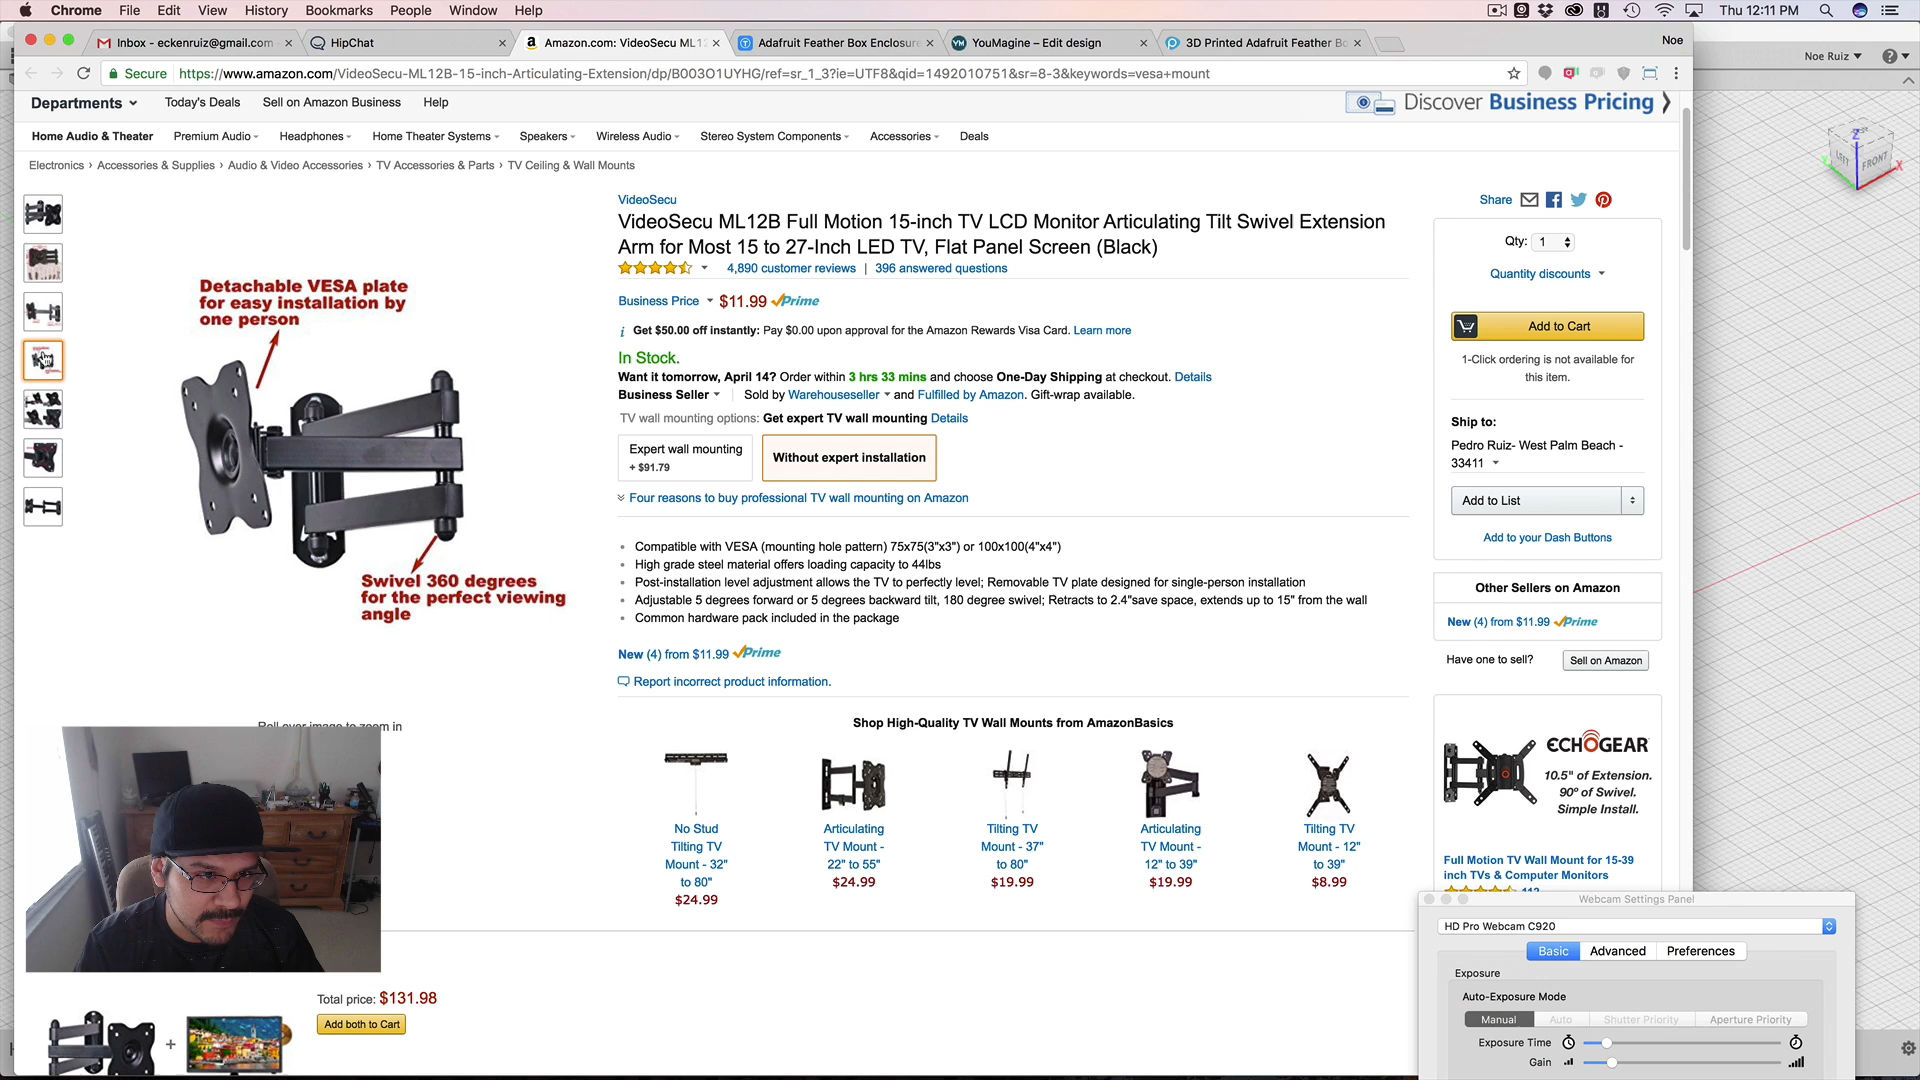 Chrome File Edit View History Bookmarks People Window Help
Thu 12:11 PM
Inbox - eckenruiz@gmail.com
HipChat
Amazon.com: VideoSecu ML12
Adafruit Feather Box Enclosure
YouMagine – Edit design
3D Printed Adafruit Feather Bo
Noe
Noe Ruiz
Secure https://www.amazon.com/VideoSecu-ML12B-15-inch-Articulating-Extension/dp/B003O1UYHG/ref=sr_1_3?ie=UTF8&qid=1492010751&sr=8-3&keywords=vesa+mount
Departments Today's Deals Sell on Amazon Business Help
Discover Business Pricing
Home Audio & Theater Premium Audio Headphones Home Theater Systems Speakers Wireless Audio Stereo System Components Accessories Deals
Electronics › Accessories & Supplies › Audio & Video Accessories › TV Accessories & Parts › TV Ceiling & Wall Mounts
Detachable VESA plate
for easy installation by
one person
Swivel 360 degrees
for the perfect viewing
angle
Roll over image to zoom in
VideoSecu
VideoSecu ML12B Full Motion 15-inch TV LCD Monitor Articulating Tilt Swivel Extension
Arm for Most 15 to 27-Inch LED TV, Flat Panel Screen (Black)
4,890 customer reviews | 396 answered questions
Business Price $11.99 Prime
Get $50.00 off instantly: Pay $0.00 upon approval for the Amazon Rewards Visa Card. Learn more
In Stock.
Want it tomorrow, April 14? Order within 3 hrs 33 mins and choose One-Day Shipping at checkout. Details
Business Seller Sold by Warehouseseller and Fulfilled by Amazon. Gift-wrap available.
TV wall mounting options: Get expert TV wall mounting Details
Expert wall mounting
+ $91.79
Without expert installation
Four reasons to buy professional TV wall mounting on Amazon
Compatible with VESA (mounting hole pattern) 75x75(3"x3") or 100x100(4"x4")
High grade steel material offers loading capacity to 44lbs
Post-installation level adjustment allows the TV to perfectly level; Removable TV plate designed for single-person installation
Adjustable 5 degrees forward or 5 degrees backward tilt, 180 degree swivel; Retracts to 2.4"save space, extends up to 15" from the wall
Common hardware pack included in the package
New (4) from $11.99 Prime
Report incorrect product information.
Shop High-Quality TV Wall Mounts from AmazonBasics
No Stud
Tilting TV
Mount - 32"
to 80"
$24.99
Articulating
TV Mount -
22" to 55"
$24.99
Tilting TV
Mount - 37"
to 80"
$19.99
Articulating
TV Mount -
12" to 39"
$19.99
Tilting TV
Mount - 12"
to 39"
$8.99
Share
Qty: 1
Quantity discounts
Add to Cart
1-Click ordering is not available for
this item.
Ship to:
Pedro Ruiz- West Palm Beach -
33411
Add to List
Add to your Dash Buttons
Other Sellers on Amazon
New (4) from $11.99 Prime
Have one to sell? Sell on Amazon
ECHOGEAR
10.5" of Extension.
90º of Swivel.
Simple Install.
Full Motion TV Wall Mount for 15-39
inch TVs & Computer Monitors
Total price: $131.98
Add both to Cart
Webcam Settings Panel
HD Pro Webcam C920
Basic Advanced Preferences
Exposure
Auto-Exposure Mode
Manual Auto Shutter Priority Aperture Priority
Exposure Time
Gain
Z
LEFT FRONT
X